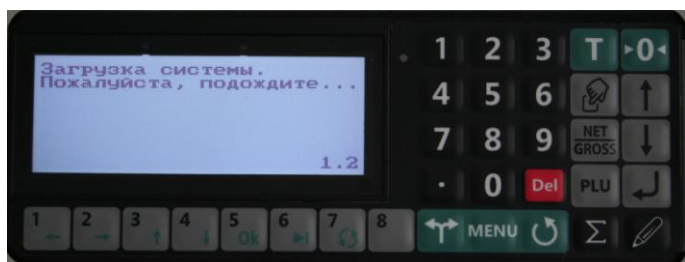 Загрузка системы.
Пожалуйста, подождите...
1.2
1 2 3 T 0
4 5 6
7 8 9 NET GROSS
. 0 Del PLU
1 2 3 4 5 Ok 6 7 8 MENU Σ